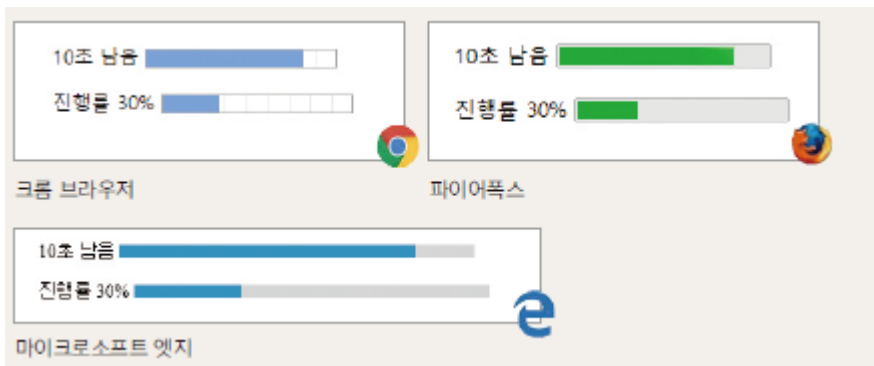 10초 남음
진행률 30%
크롬 브라우저
10초 남음
진행률 30%
파이어폭스
10초 남음
진행률 30%
마이크로소프트 엣지